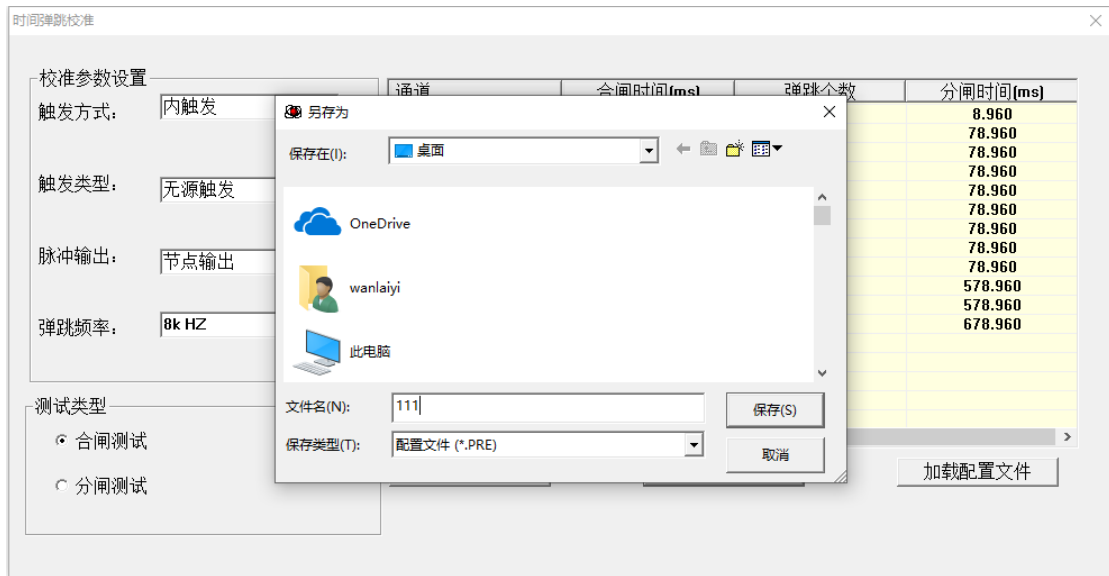 时间弹跳校准
校准参数设置
触发方式：
内触发
触发类型：
无源触发
脉冲输出：
节点输出
弹跳频率：
8k HZ
测试类型
合闸测试
分闸测试
通道 合闸时间(ms) 弹跳个数 分闸时间(ms)
8.960
78.960
78.960
78.960
78.960
78.960
78.960
78.960
78.960
578.960
578.960
678.960
加载配置文件
另存为
保存在(I):
桌面
OneDrive
wanlaiyi
此电脑
文件名(N):
111
保存(S)
保存类型(T):
配置文件 (*.PRE)
取消